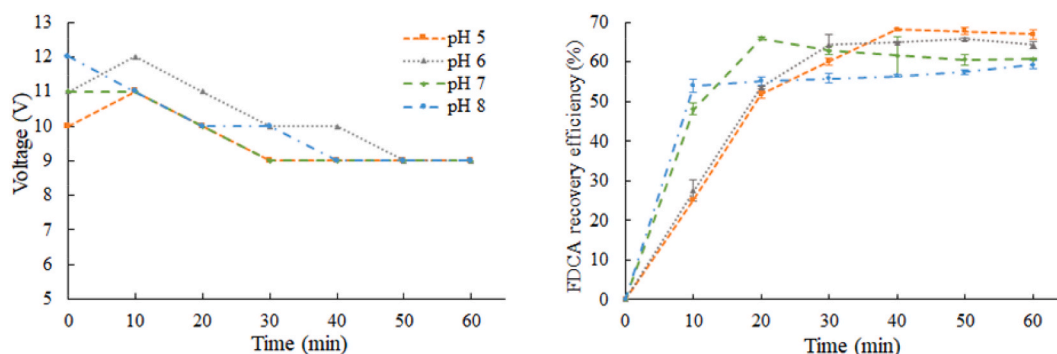 13
12
11
10
9
8
7
6
5
Voltage (V)
0 10 20 30 40 50 60
Time (min)
pH 5
pH 6
pH 7
pH 8
70
60
50
40
30
20
10
0
FDCA recovery efficiency (%)
0 10 20 30 40 50 60
Time (min)